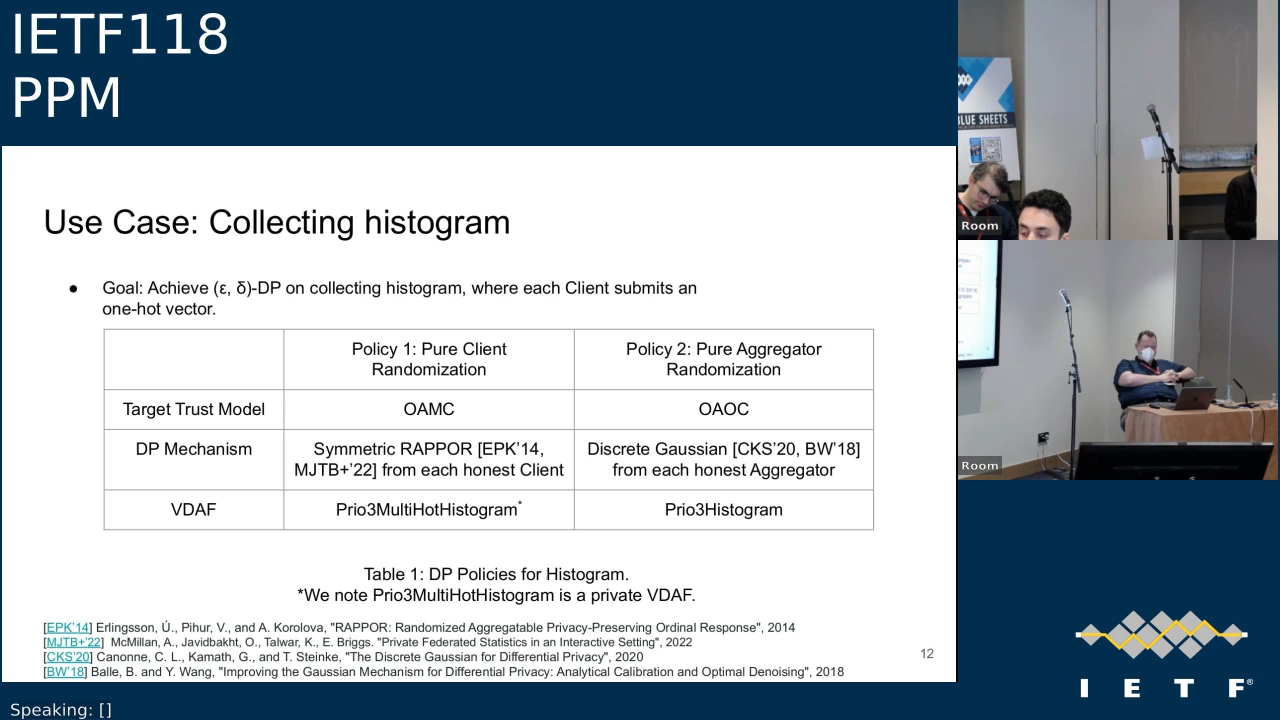 IETF118
PPM
Use Case: Collecting histogram
● Goal: Achieve (ε, δ)-DP on collecting histogram, where each Client submits an
one-hot vector.
Policy 1: Pure Client
Randomization
Policy 2: Pure Aggregator
Randomization
Target Trust Model
OAMC
OAOC
DP Mechanism
Symmetric RAPPOR [EPK’14,
MJTB+’22] from each honest Client
Discrete Gaussian [CKS’20, BW’18]
from each honest Aggregator
VDAF
Prio3MultiHotHistogram*
Prio3Histogram
Table 1: DP Policies for Histogram.
*We note Prio3MultiHotHistogram is a private VDAF.
[EPK’14] Erlingsson, Ú., Pihur, V., and A. Korolova, "RAPPOR: Randomized Aggregatable Privacy-Preserving Ordinal Response", 2014
[MJTB+’22] McMillan, A., Javidbakht, O., Talwar, K., E. Briggs. "Private Federated Statistics in an Interactive Setting", 2022
[CKS’20] Canonne, C. L., Kamath, G., and T. Steinke, "The Discrete Gaussian for Differential Privacy", 2020
[BW’18] Balle, B. and Y. Wang, "Improving the Gaussian Mechanism for Differential Privacy: Analytical Calibration and Optimal Denoising", 2018
12
BLUE SHEETS
Room
Room
I E T F®
Speaking: []